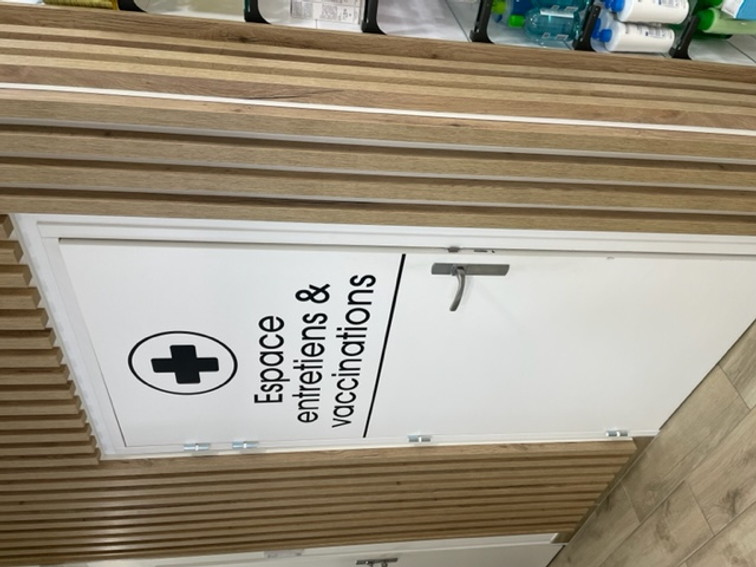 Espace
entretiens &
vaccinations